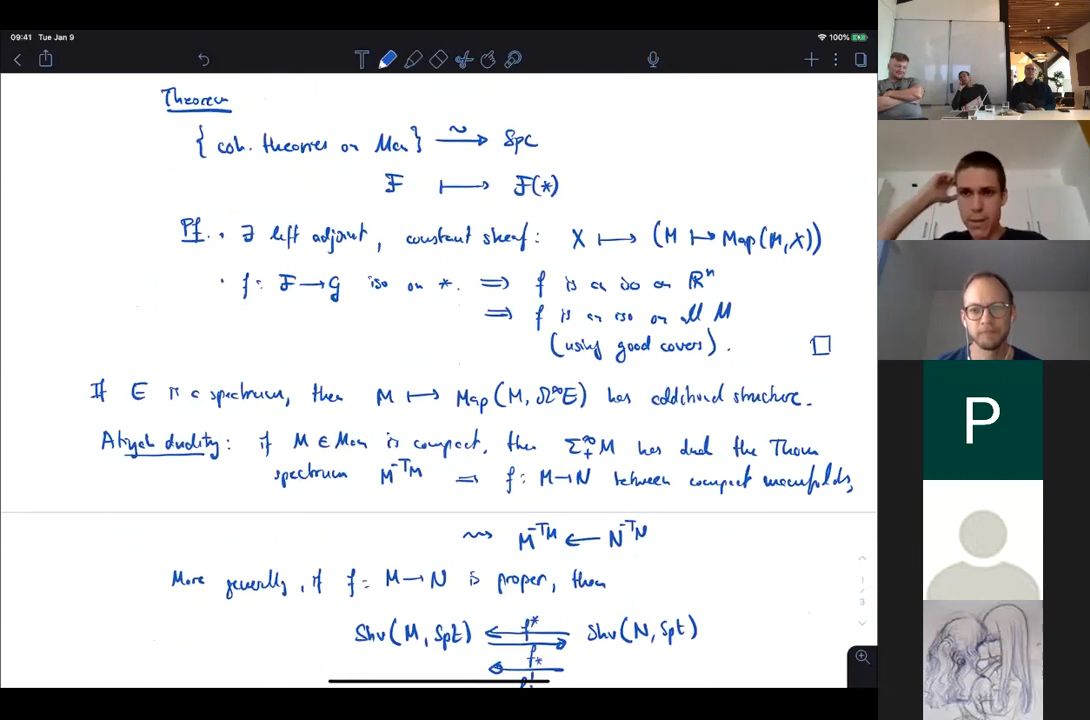 09:41 Tue Jan 9
100%
Theorem
{ coh. theories on Man } ⥲ Spc
F ⟼ F(*)
Pf. · ∃ left adjoint, constant sheaf: X ⟼ (M ↦ Map(M, X))
· f: F → G iso on *. ⟹ f is an iso on ℝⁿ
⟹ f is an iso on all M
(using good covers). □
If E is a spectrum, then M ⟼ Map(M, Ω^∞E) has additional structure.
Atiyah duality: if M ∈ Man is compact, then Σ^∞_+ M has dual the Thom
spectrum M^{-TM} ⟹ f: M → N between compact manifolds,
⇝ M^{-TM} ← N^{-TN}
More generally, if f: M → N is proper, then
Shv(M, Spt) f* Shv(N, Spt)
f_*
f^!
P